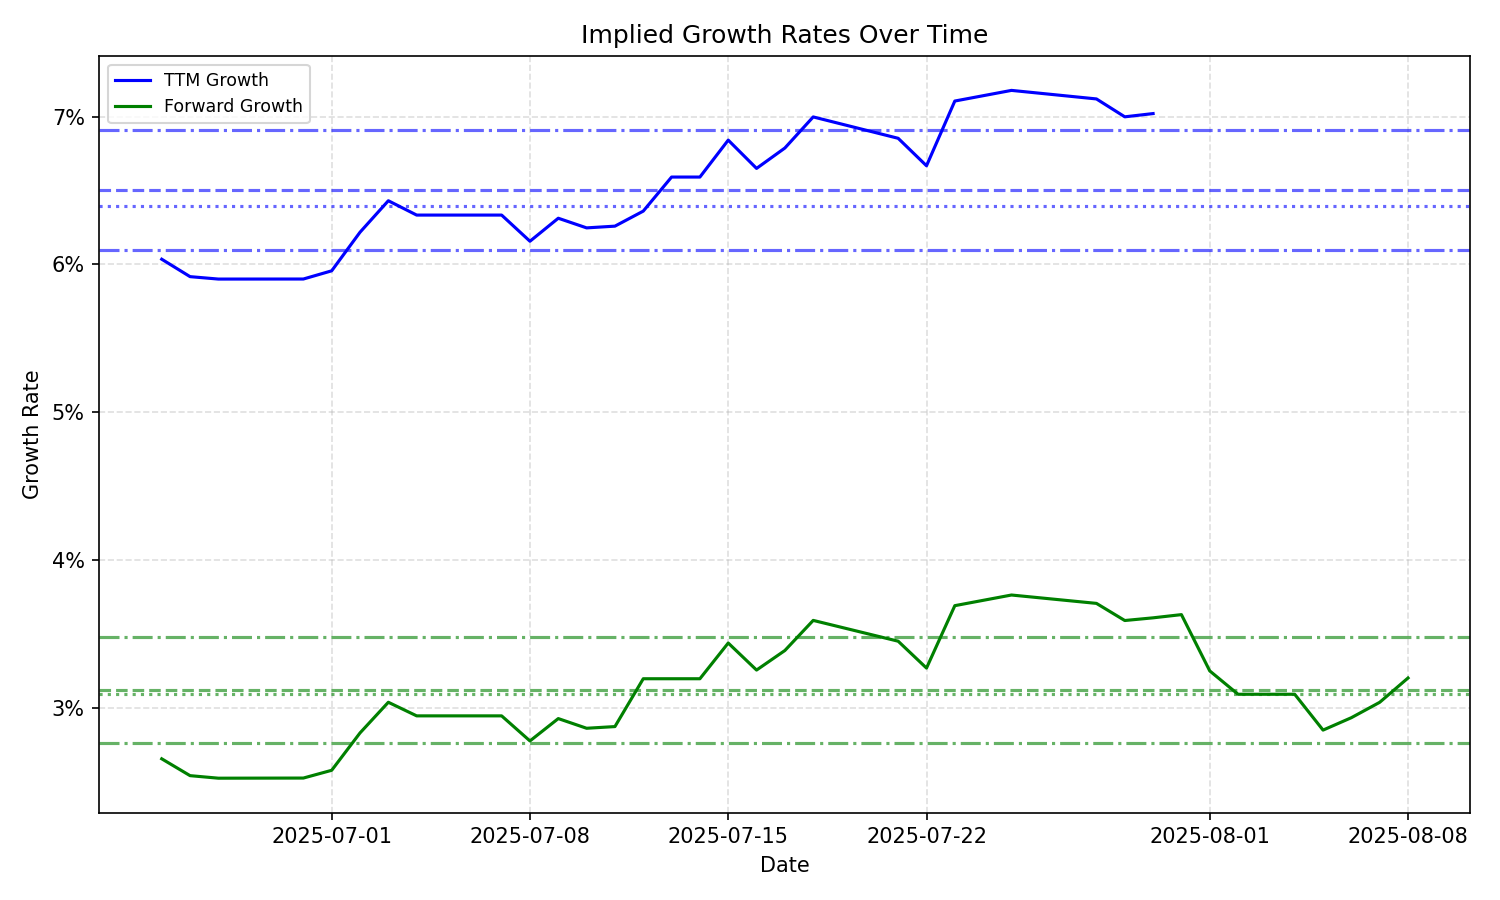 Implied Growth Rates Over Time
TTM Growth
Forward Growth
7%
6%
5%
4%
3%
Growth Rate
2025-07-01
2025-07-08
2025-07-15
2025-07-22
2025-08-01
2025-08-08
Date